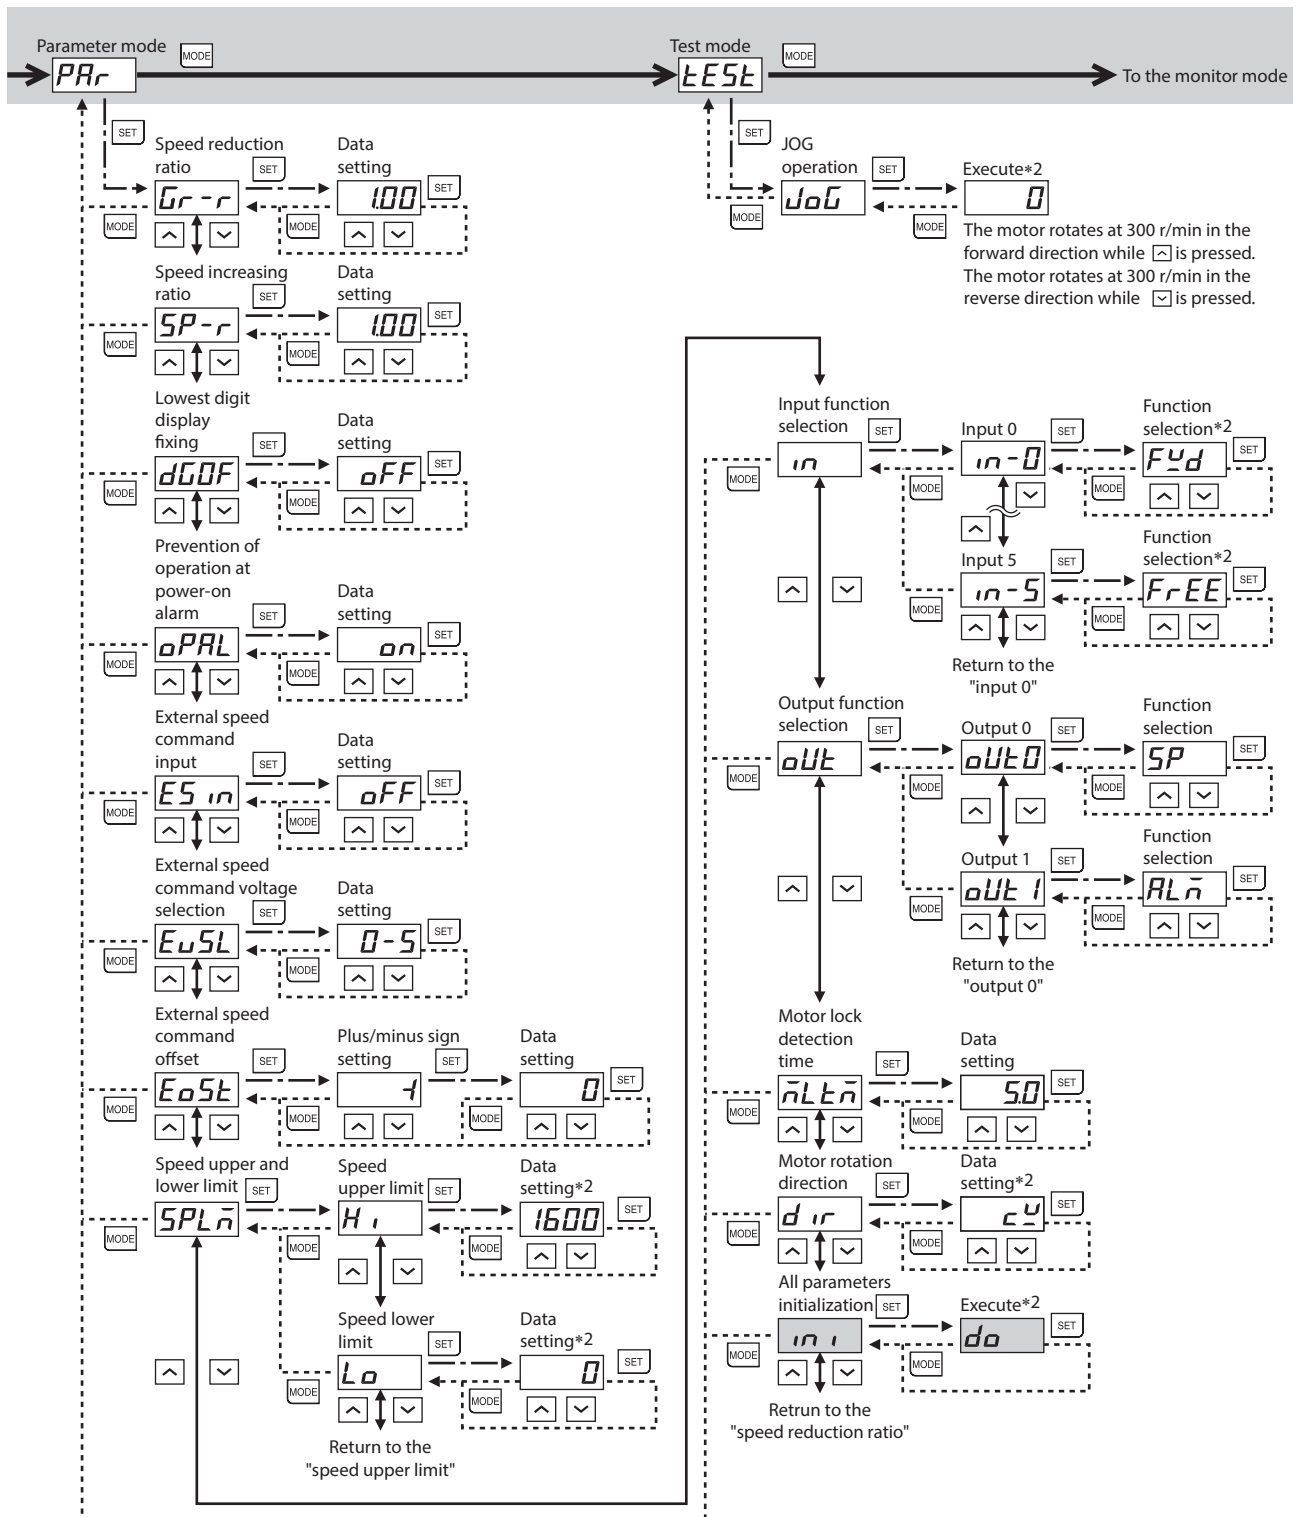 Parameter mode
MODE
PAr
Test mode
MODE
tESt
To the monitor mode
SET
Speed reduction
ratio
SET
Data
setting
Gr-r
1.00
SET
MODE
MODE
Speed increasing
ratio
SET
Data
setting
SP-r
1.00
SET
MODE
MODE
Lowest digit
display
fixing
SET
Data
setting
dGOF
oFF
SET
MODE
MODE
Prevention of
operation at
power-on
alarm
SET
Data
setting
oPAL
on
SET
MODE
MODE
External speed
command
input
SET
Data
setting
ES in
oFF
SET
MODE
MODE
External speed
command voltage
selection
SET
Data
setting
EvSL
0-5
SET
MODE
MODE
External speed
command
offset
SET
Plus/minus sign
setting
SET
Data
setting
EoSt
0
SET
MODE
MODE
MODE
Speed upper and
lower limit
SET
Speed
upper limit
SET
Data
setting*2
SPLm
Hi
1600
SET
MODE
MODE
MODE
Speed lower
limit
SET
Data
setting*2
Lo
0
SET
MODE
MODE
Return to the
"speed upper limit"
SET
JOG
operation
SET
Execute*2
JoG
0
MODE
MODE
The motor rotates at 300 r/min in the
forward direction while is pressed.
The motor rotates at 300 r/min in the
reverse direction while is pressed.
Input function
selection
SET
Input 0
SET
Function
selection*2
in
in-0
Fwd
SET
MODE
MODE
MODE
Input 5
SET
Function
selection*2
in-5
FrEE
SET
MODE
MODE
Return to the
"input 0"
Output function
selection
SET
Output 0
SET
Function
selection
oUt
oUt0
SP
SET
MODE
MODE
MODE
Output 1
SET
Function
selection
oUt1
ALm
SET
MODE
MODE
Return to the
"output 0"
Motor lock
detection
time
SET
Data
setting
mLtm
5.0
SET
MODE
MODE
Motor rotation
direction
SET
Data
setting*2
dir
cw
SET
MODE
MODE
All parameters
initialization
SET
Execute*2
ini
do
SET
MODE
MODE
Retrun to the
"speed reduction ratio"